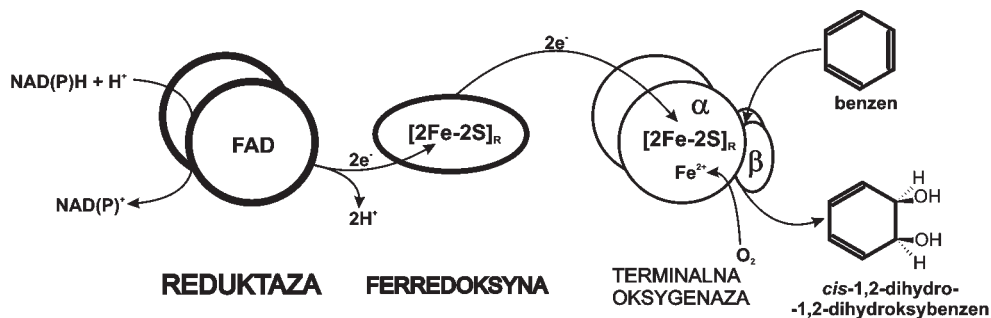 NAD(P)H + H⁺
NAD(P)⁺
FAD
2e⁻
2H⁺
[2Fe-2S]R
2e⁻
α
[2Fe-2S]R
Fe²⁺
β
O₂
benzen
H
OH
OH
H
cis-1,2-dihydro-
-1,2-dihydroksybenzen
REDUKTAZA
FERREDOKSYNA
TERMINALNA
OKSYGENAZA